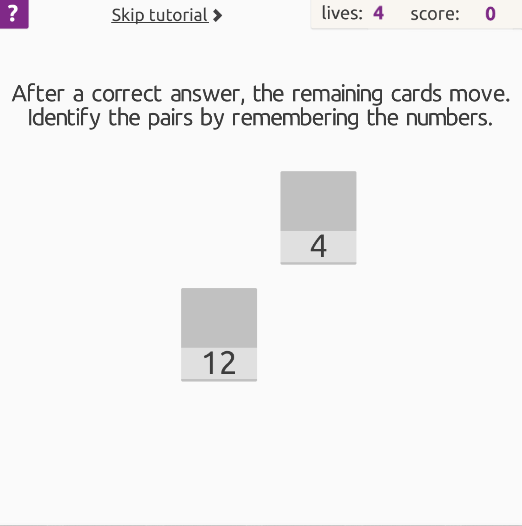 ? Skip tutorial > lives: 4 score: 0
After a correct answer, the remaining cards move.
Identify the pairs by remembering the numbers.
4
12